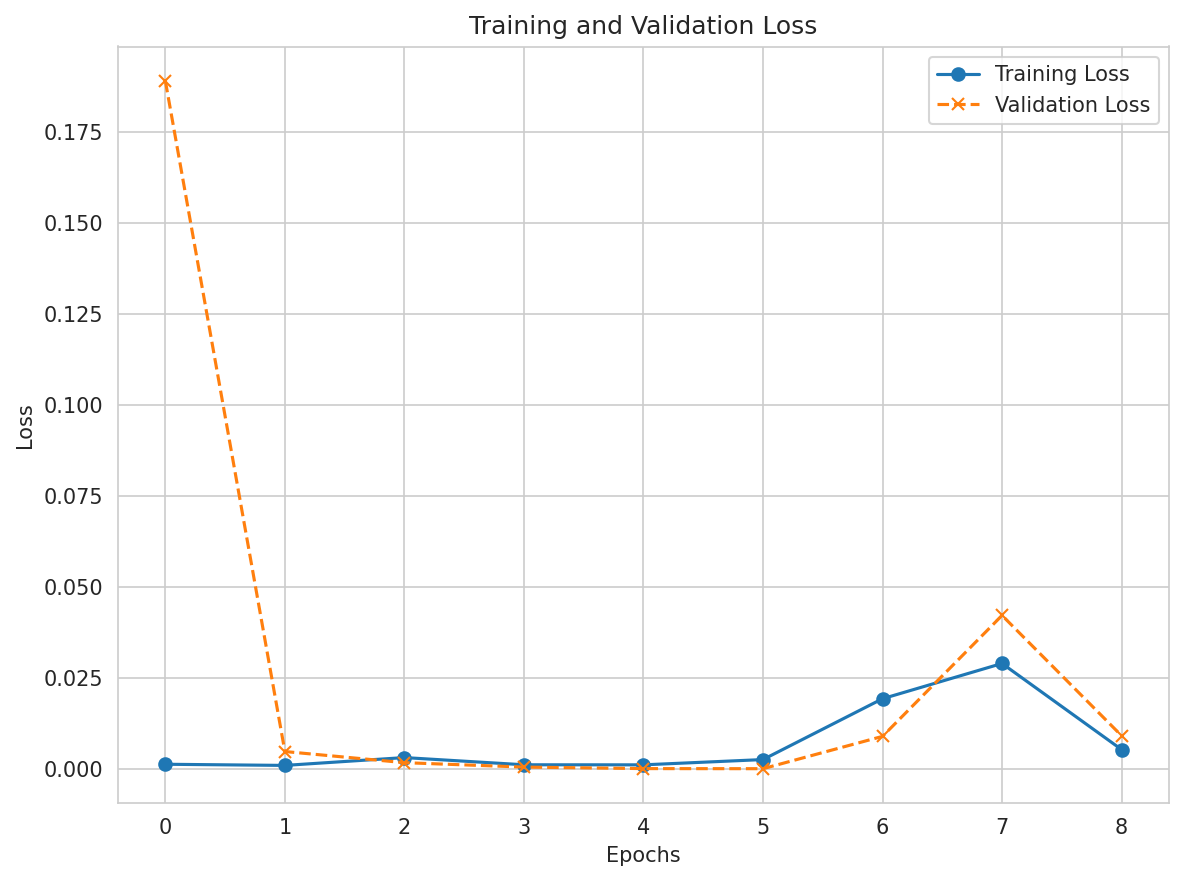 Training and Validation Loss
Training Loss
Validation Loss
0.175
0.150
0.125
0.100
0.075
0.050
0.025
0.000
Loss
0 1 2 3 4 5 6 7 8
Epochs